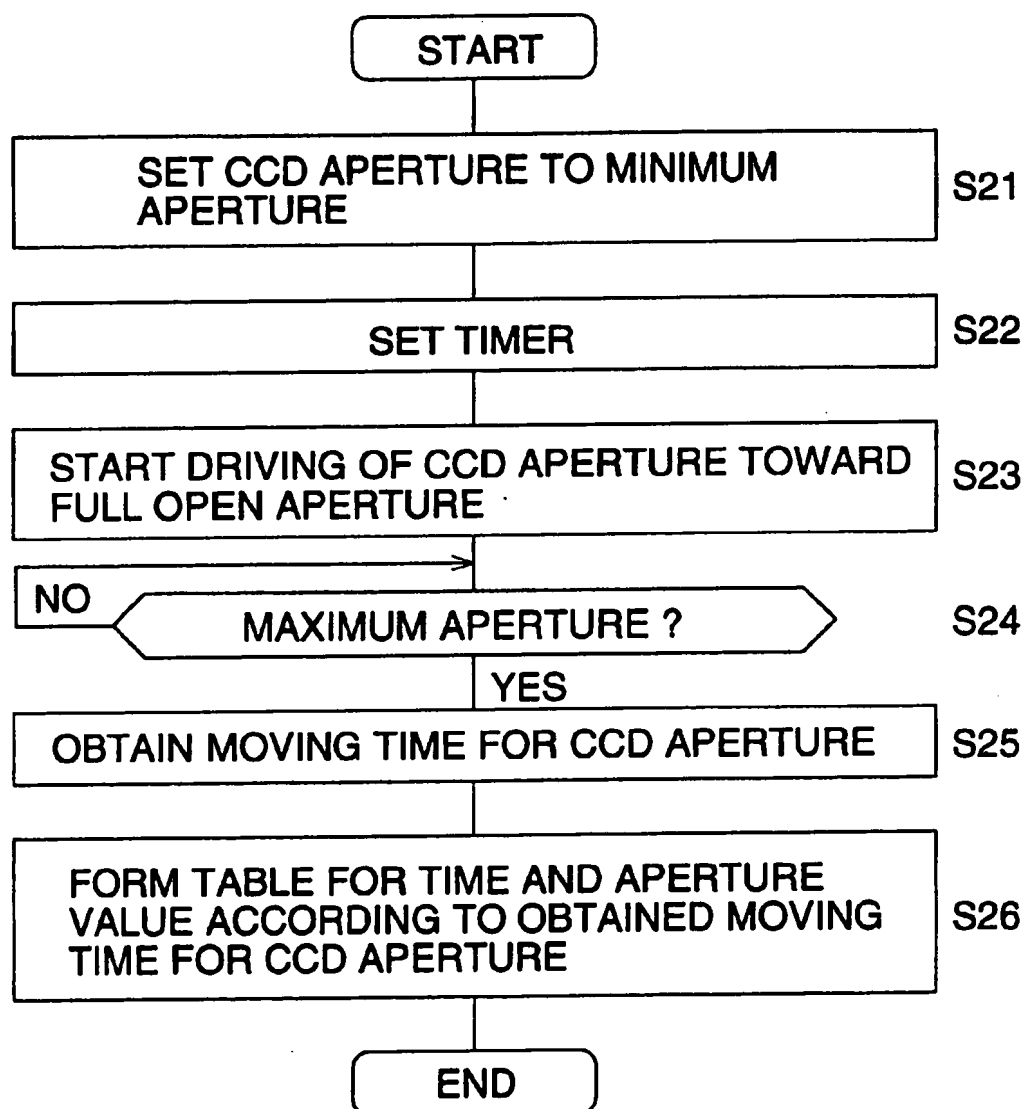 START
SET CCD APERTURE TO MINIMUM
APERTURE
S21
SET TIMER
S22
START DRIVING OF CCD APERTURE TOWARD
FULL OPEN APERTURE
S23
NO
MAXIMUM APERTURE ?
S24
YES
OBTAIN MOVING TIME FOR CCD APERTURE
S25
FORM TABLE FOR TIME AND APERTURE
VALUE ACCORDING TO OBTAINED MOVING
TIME FOR CCD APERTURE
S26
END